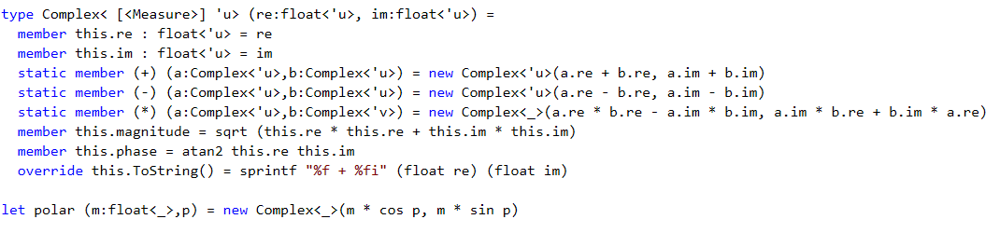 type Complex< [<Measure>] 'u> (re:float<'u>, im:float<'u>) =
  member this.re : float<'u> = re
  member this.im : float<'u> = im
  static member (+) (a:Complex<'u>,b:Complex<'u>) = new Complex<'u>(a.re + b.re, a.im + b.im)
  static member (-) (a:Complex<'u>,b:Complex<'u>) = new Complex<'u>(a.re - b.re, a.im - b.im)
  static member (*) (a:Complex<'u>,b:Complex<'v>) = new Complex<_>(a.re * b.re - a.im * b.im, a.im * b.re + b.im * a.re)
  member this.magnitude = sqrt (this.re * this.re + this.im * this.im)
  member this.phase = atan2 this.re this.im
  override this.ToString() = sprintf "%f + %fi" (float re) (float im)
let polar (m:float<_>,p) = new Complex<_>(m * cos p, m * sin p)